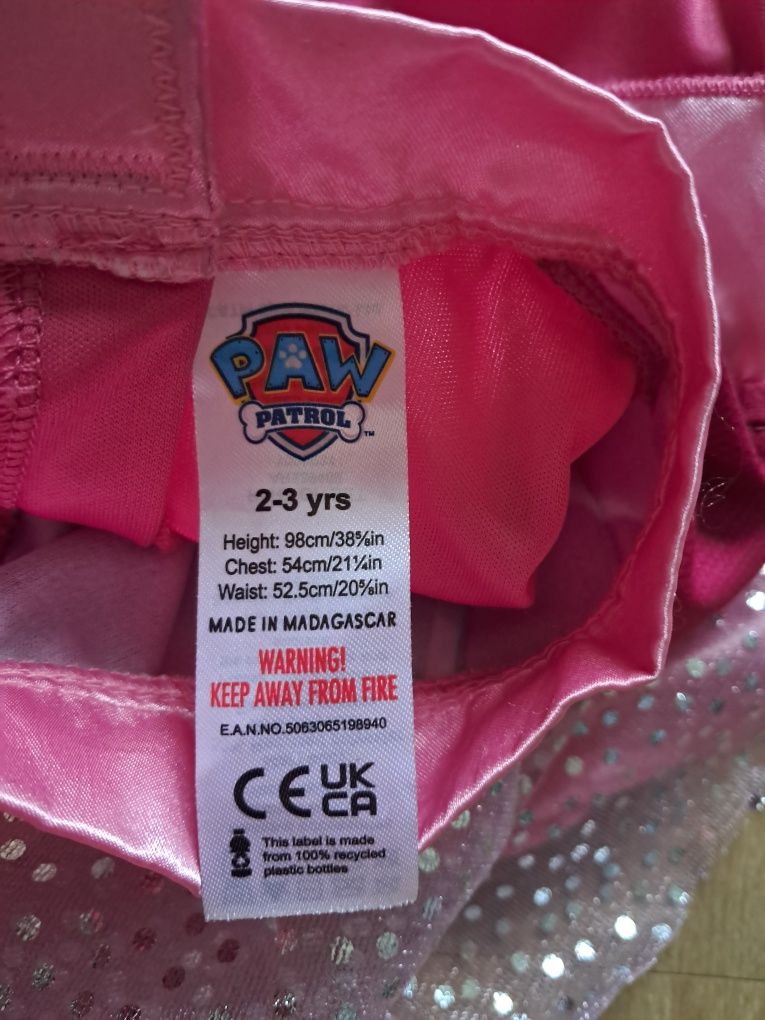 PAW
PATROL
TM
2-3 yrs
Height: 98cm/38⅝in
Chest: 54cm/21¼in
Waist: 52.5cm/20⅝in
MADE IN MADAGASCAR
WARNING!
KEEP AWAY FROM FIRE
E.A.N.NO.5063065198940
CE UK
CA
This label is made
from 100% recycled
plastic bottles